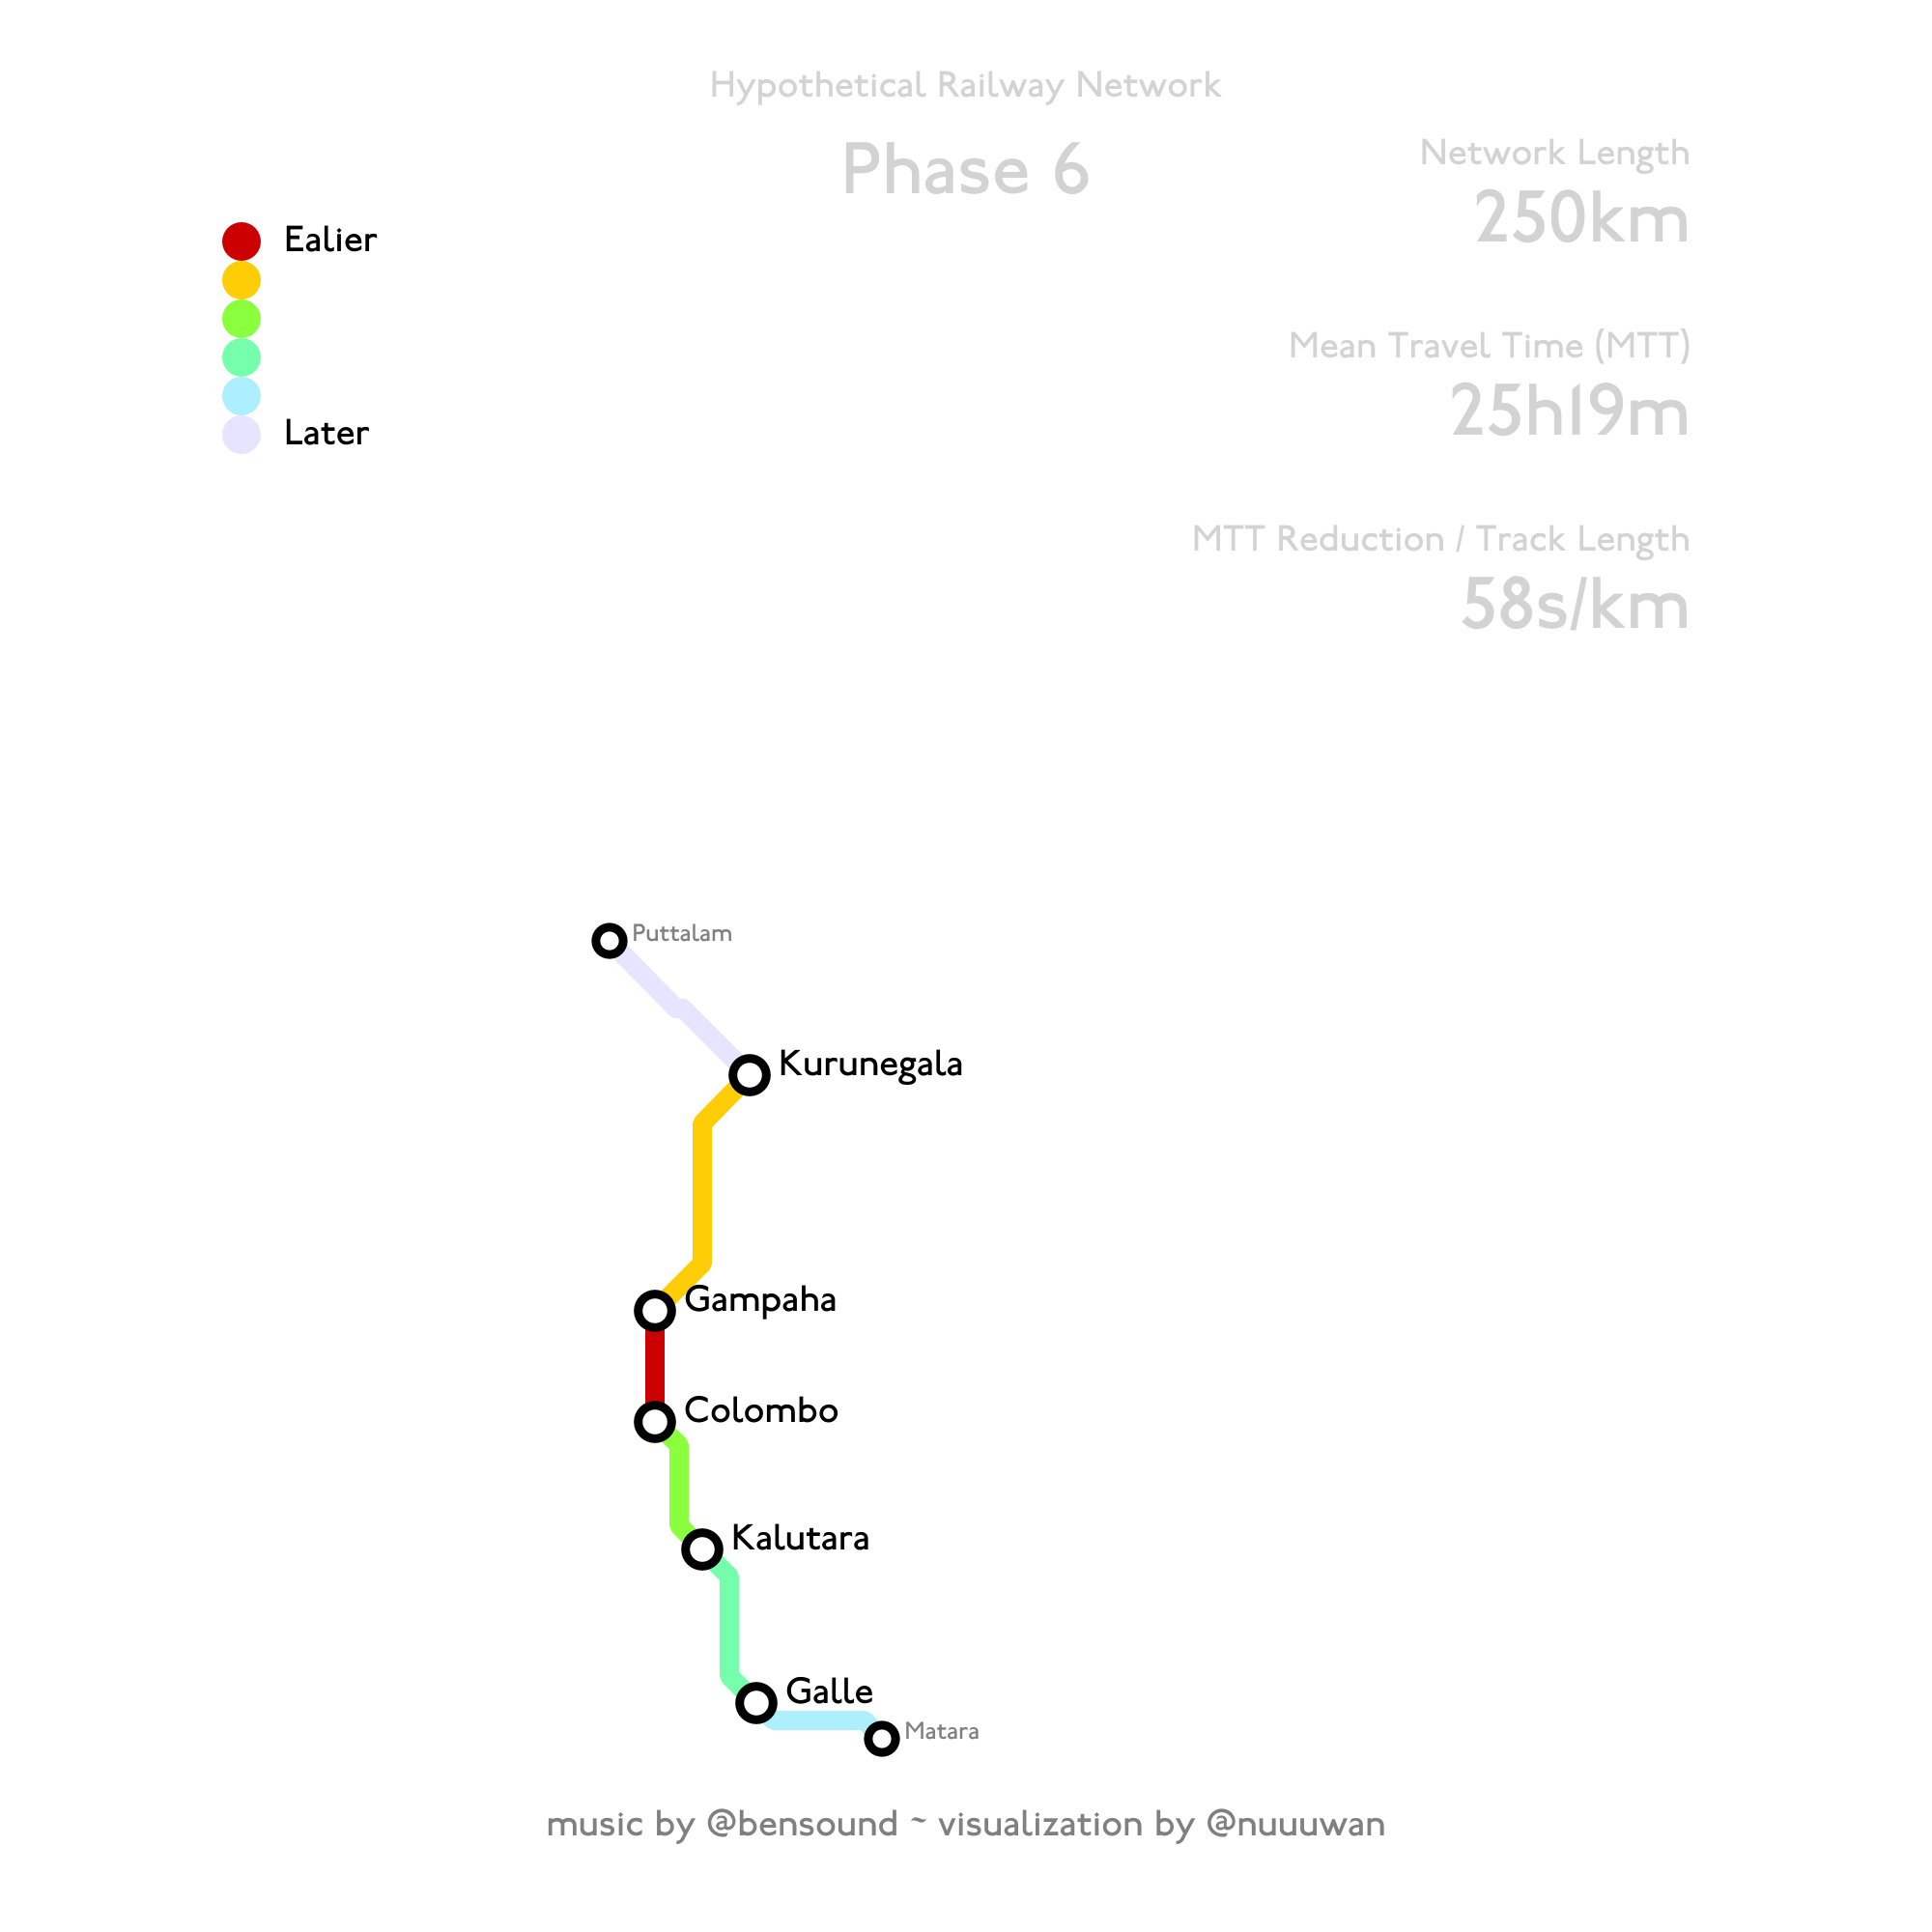 Hypothetical Railway Network
Phase 6
Network Length
250km
Mean Travel Time (MTT)
25h19m
MTT Reduction / Track Length
58s/km
Ealier
Later
Puttalam
Kurunegala
Gampaha
Colombo
Kalutara
Galle
Matara
music by @bensound ~ visualization by @nuuuwan